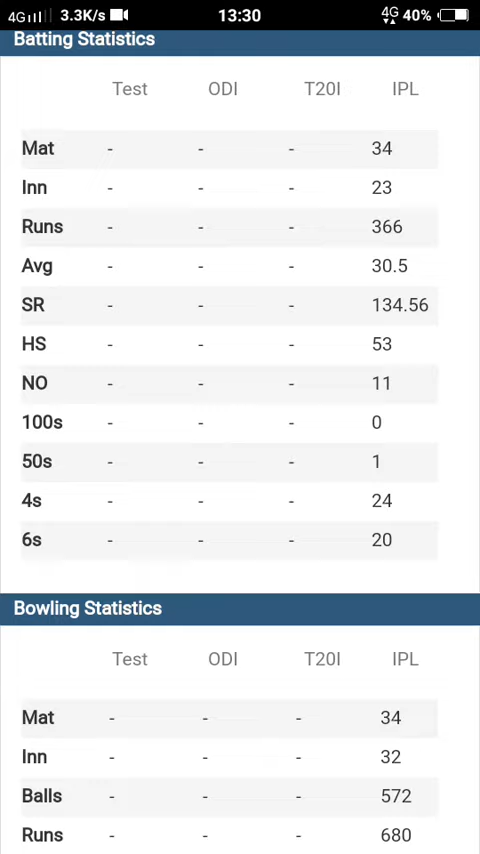 4G 3.3K/s 13:30 4G 40%
Batting Statistics
Test ODI T20I IPL
Mat - - - 34
Inn - - - 23
Runs - - - 366
Avg - - - 30.5
SR - - - 134.56
HS - - - 53
NO - - - 11
100s - - - 0
50s - - - 1
4s - - - 24
6s - - - 20
Bowling Statistics
Test ODI T20I IPL
Mat - - - 34
Inn - - - 32
Balls - - - 572
Runs - - - 680